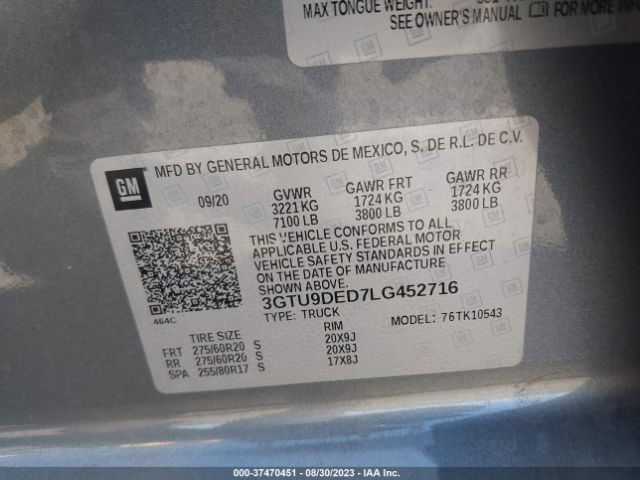 MAX TONGUE WEIGHT:
SEE OWNER'S MANUAL FOR MORE
GM MFD BY GENERAL MOTORS DE MEXICO, S. DE R.L. DE C.V.
09/20 GVWR GAWR FRT GAWR RR
3221 KG 1724 KG 1724 KG
7100 LB 3800 LB 3800 LB
THIS VEHICLE CONFORMS TO ALL
APPLICABLE U.S. FEDERAL MOTOR
VEHICLE SAFETY STANDARDS IN EFFECT
ON THE DATE OF MANUFACTURE
SHOWN ABOVE.
3GTU9DED7LG452716
464C TYPE: TRUCK MODEL: 76TK10543
TIRE SIZE RIM
FRT 275/60R20 S 20X9J
RR 275/60R20 S 20X9J
SPA 255/80R17 S 17X8J
000-37470451 - 08/30/2023 - IAA Inc.